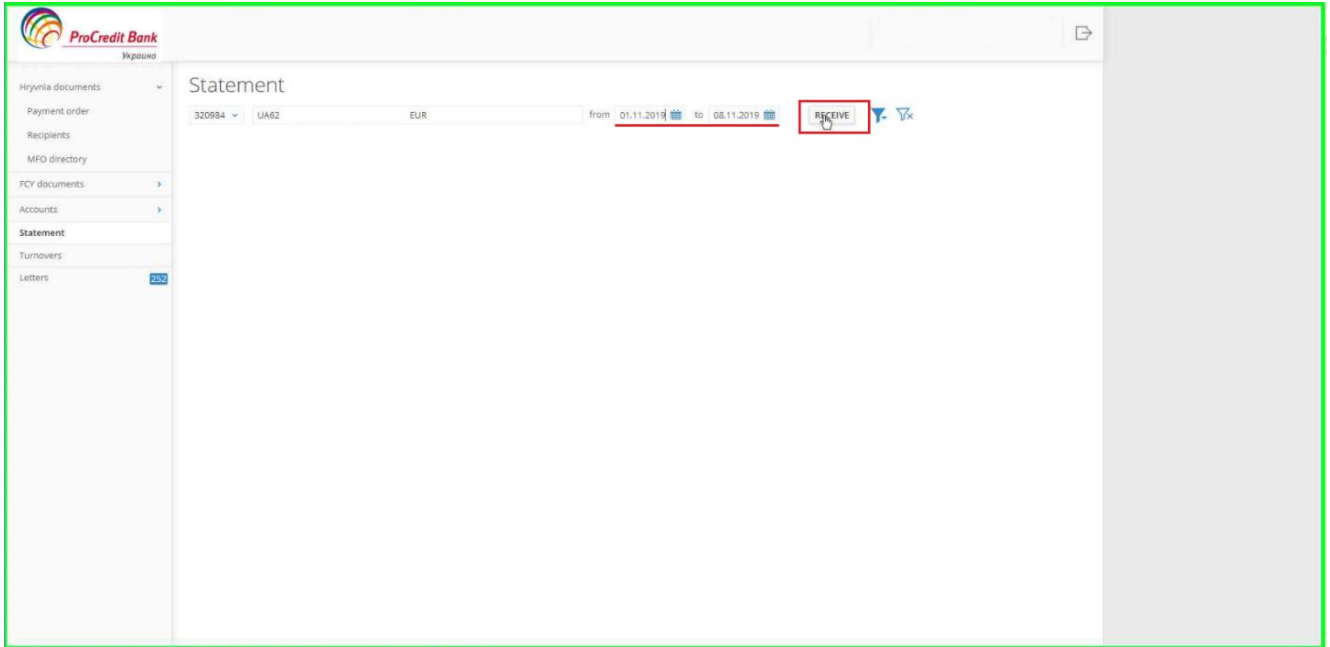 ProCredit Bank
Украина
Hryvnia documents
Payment order
Recipients
MFO directory
FCY documents
Accounts
Statement
Turnovers
Letters 252
Statement
320984 UA62 EUR from 01.11.2019 to 08.11.2019 RECEIVE